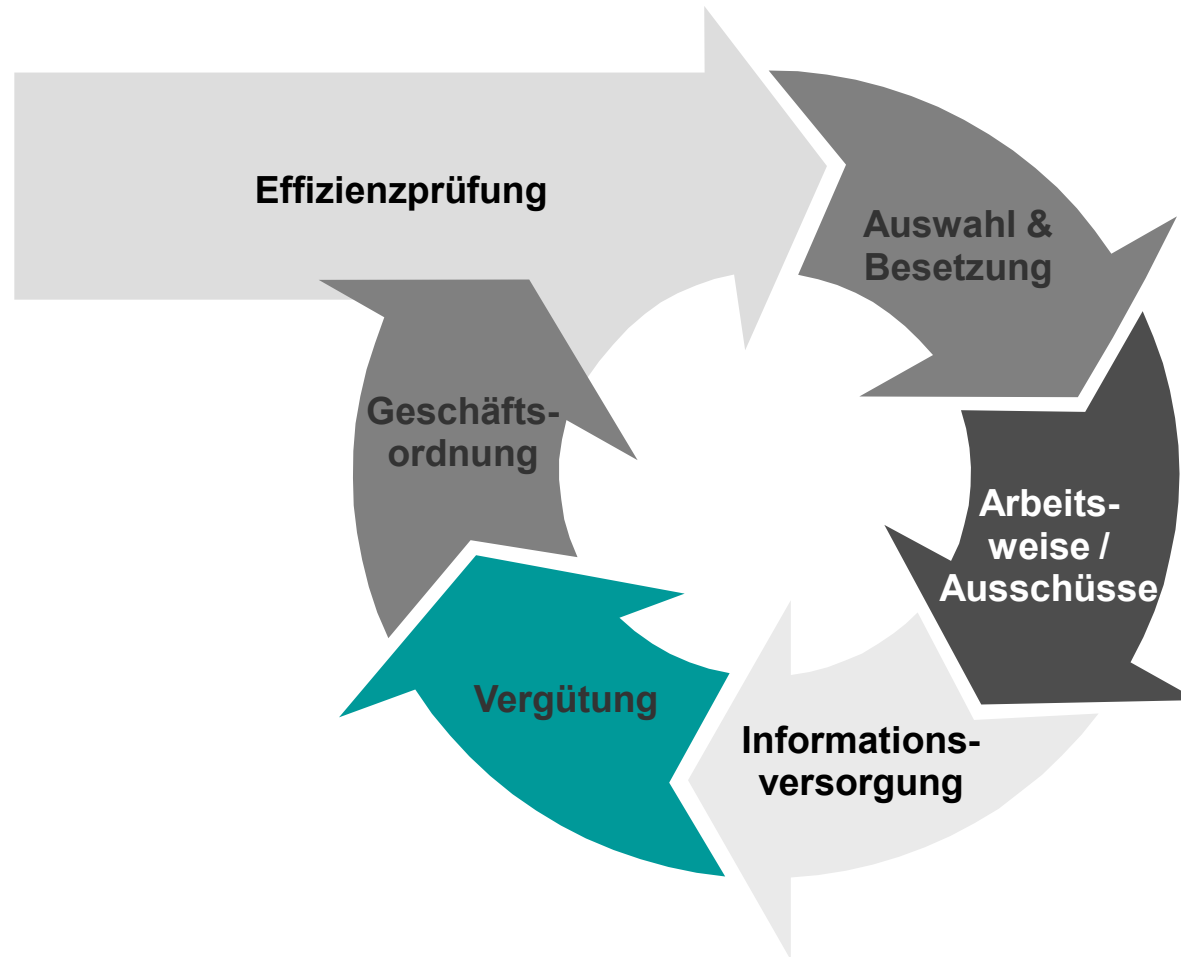 Effizienzprüfung
Auswahl &
Besetzung
Geschäfts-
ordnung
Arbeits-
weise /
Ausschüsse
Vergütung
Informations-
versorgung